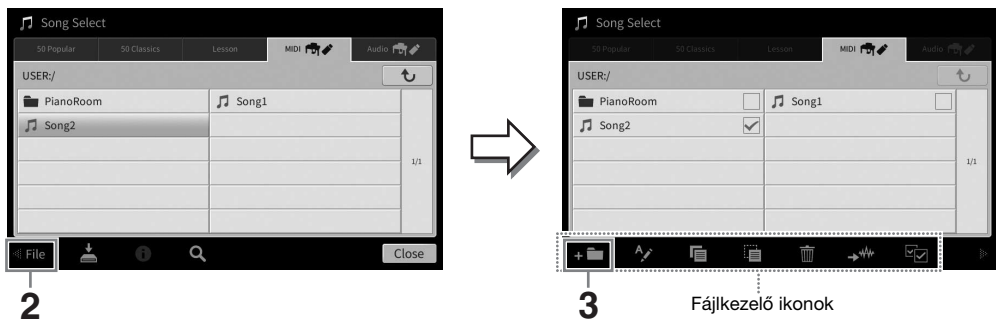 Song Select
50 Popular 50 Classics Lesson MIDI Audio
USER:/
PianoRoom Song1
Song2
1/1
File Close
2
Song Select
50 Popular 50 Classics Lesson MIDI Audio
USER:/
PianoRoom Song1
Song2
1/1
3
Fájlkezelő ikonok